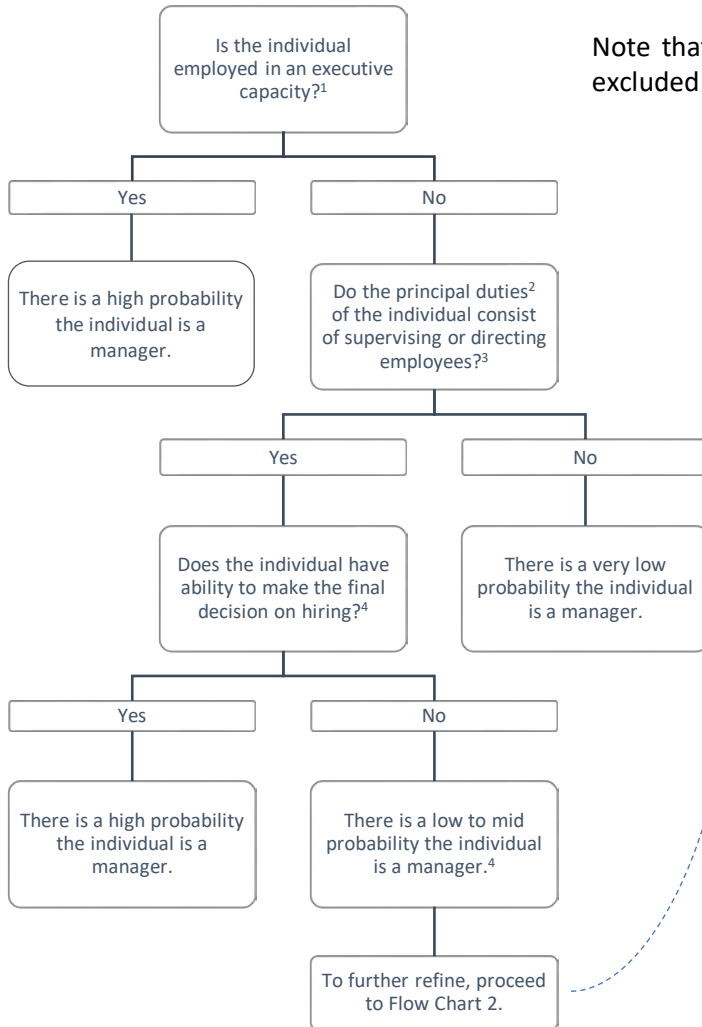 Is the individual
employed in an executive
capacity?¹
Note that
excluded
Yes
No
There is a high probability
the individual is a
manager.
Do the principal duties²
of the individual consist
of supervising or directing
employees?³
Yes
No
Does the individual have
ability to make the final
decision on hiring?⁴
There is a very low
probability the individual
is a manager.
Yes
No
There is a high probability
the individual is a
manager.
There is a low to mid
probability the individual
is a manager.⁴
To further refine, proceed
to Flow Chart 2.